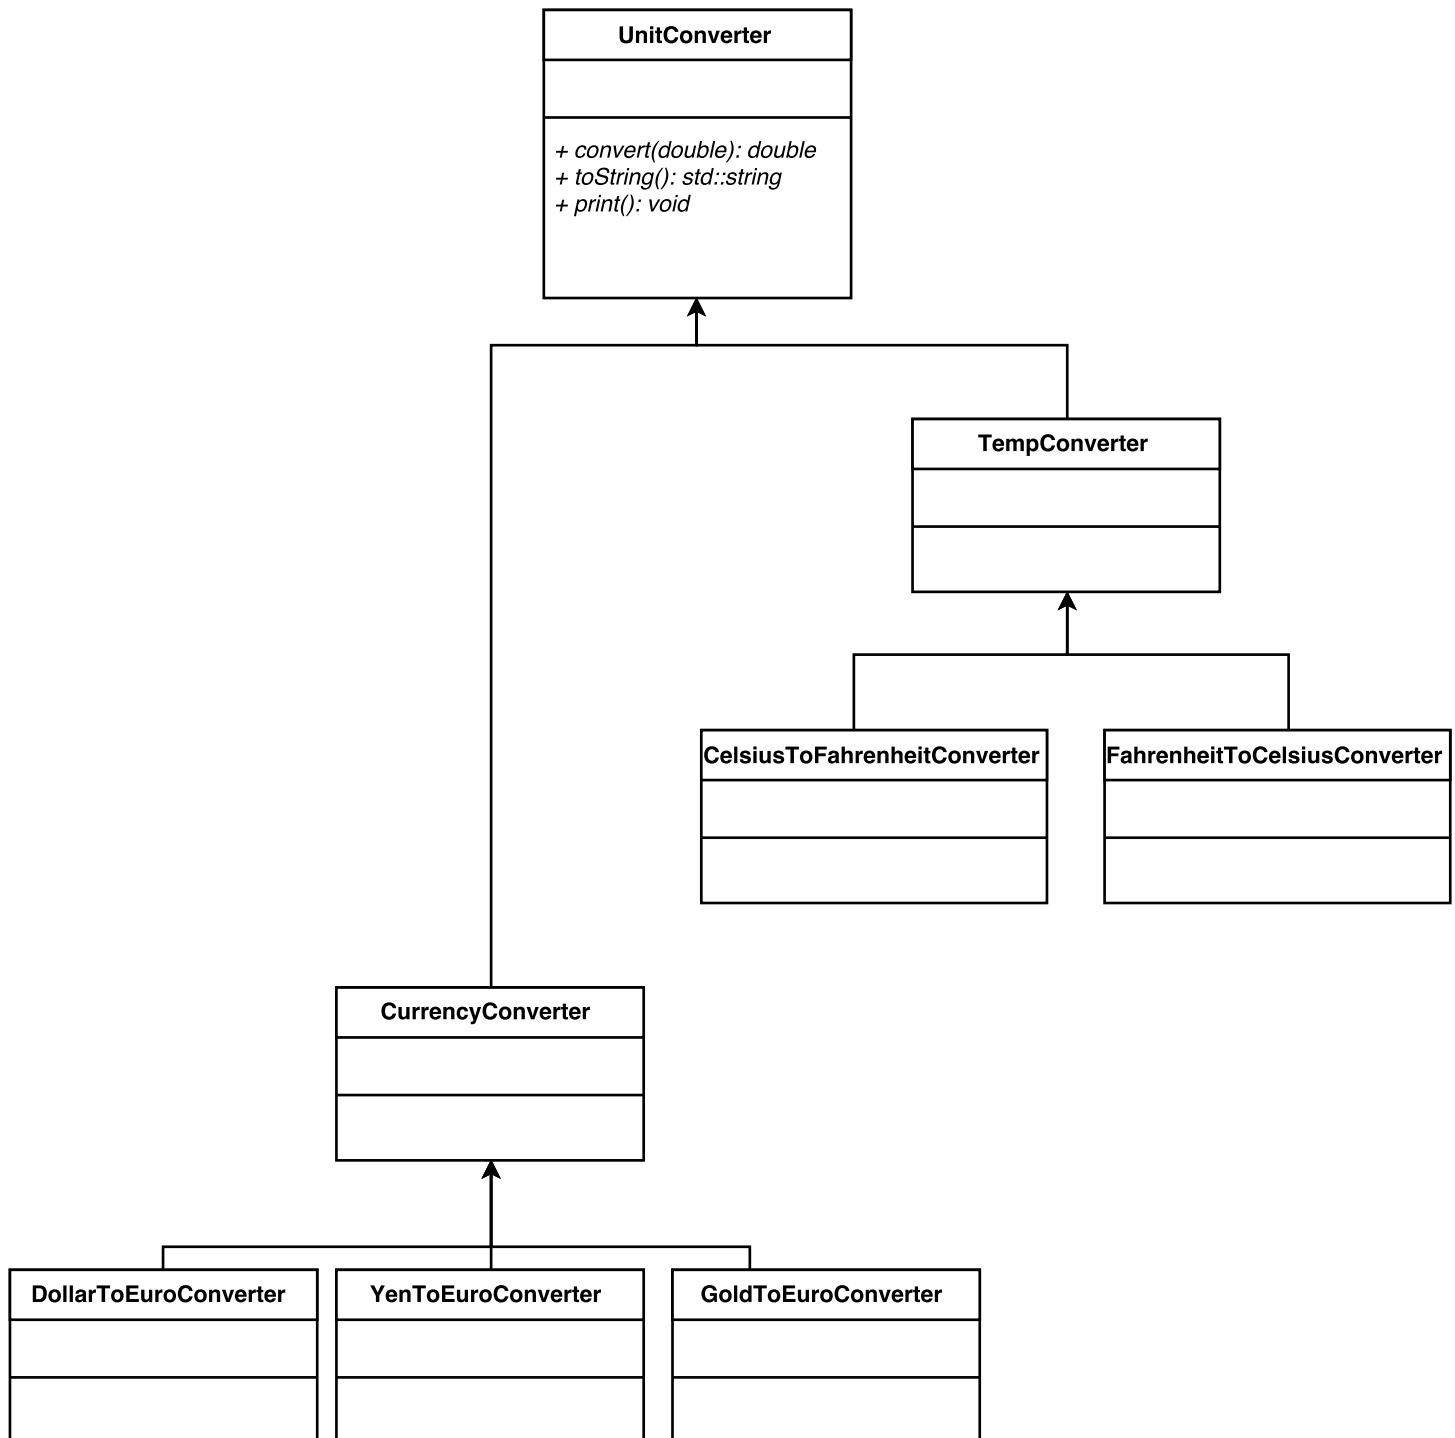 UnitConverter
+ convert(double): double
+ toString(): std::string
+ print(): void
TempConverter
CelsiusToFahrenheitConverter
FahrenheitToCelsiusConverter
CurrencyConverter
DollarToEuroConverter
YenToEuroConverter
GoldToEuroConverter